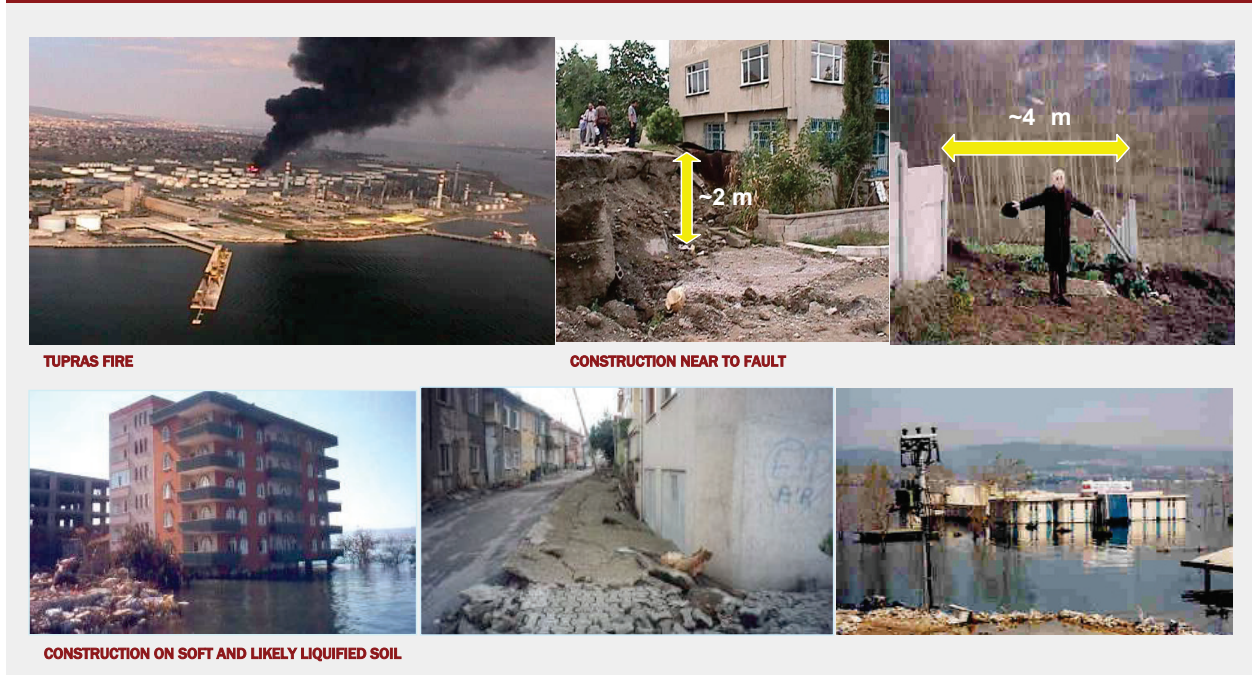 ~2 m
~4 m
TUPRAS FIRE
CONSTRUCTION NEAR TO FAULT
CONSTRUCTION ON SOFT AND LIKELY LIQUIFIED SOIL